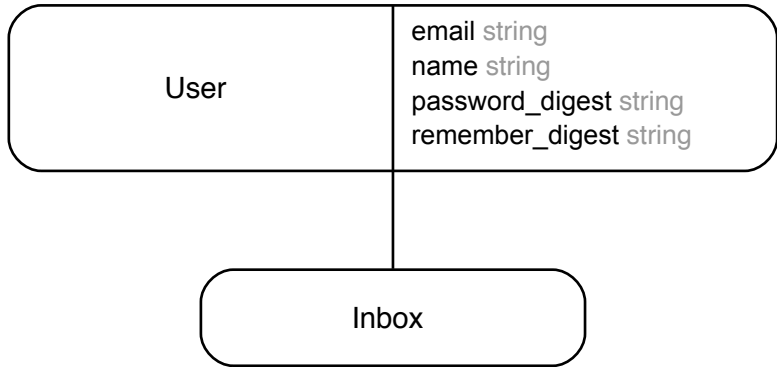 User
email string
name string
password_digest string
remember_digest string
Inbox